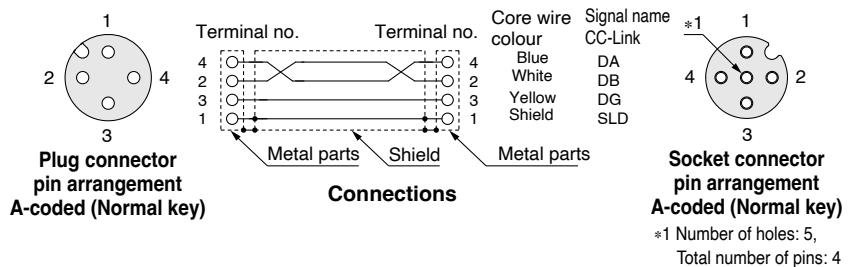 1
2
4
3
Plug connector
pin arrangement
A-coded (Normal key)
Terminal no.
Terminal no.
4
2
3
1
4
2
3
1
Metal parts
Shield
Metal parts
Connections
Core wire
colour
Blue
White
Yellow
Shield
Signal name
CC-Link
DA
DB
DG
SLD
*1
1
4
2
3
Socket connector
pin arrangement
A-coded (Normal key)
*1 Number of holes: 5,
Total number of pins: 4